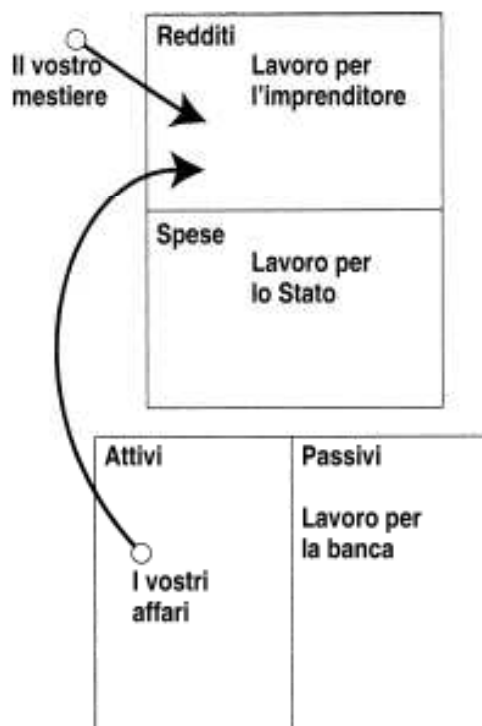 Il vostro
mestiere
Redditi
Lavoro per
l'imprenditore
Spese
Lavoro per
lo Stato
Attivi
I vostri
affari
Passivi
Lavoro per
la banca